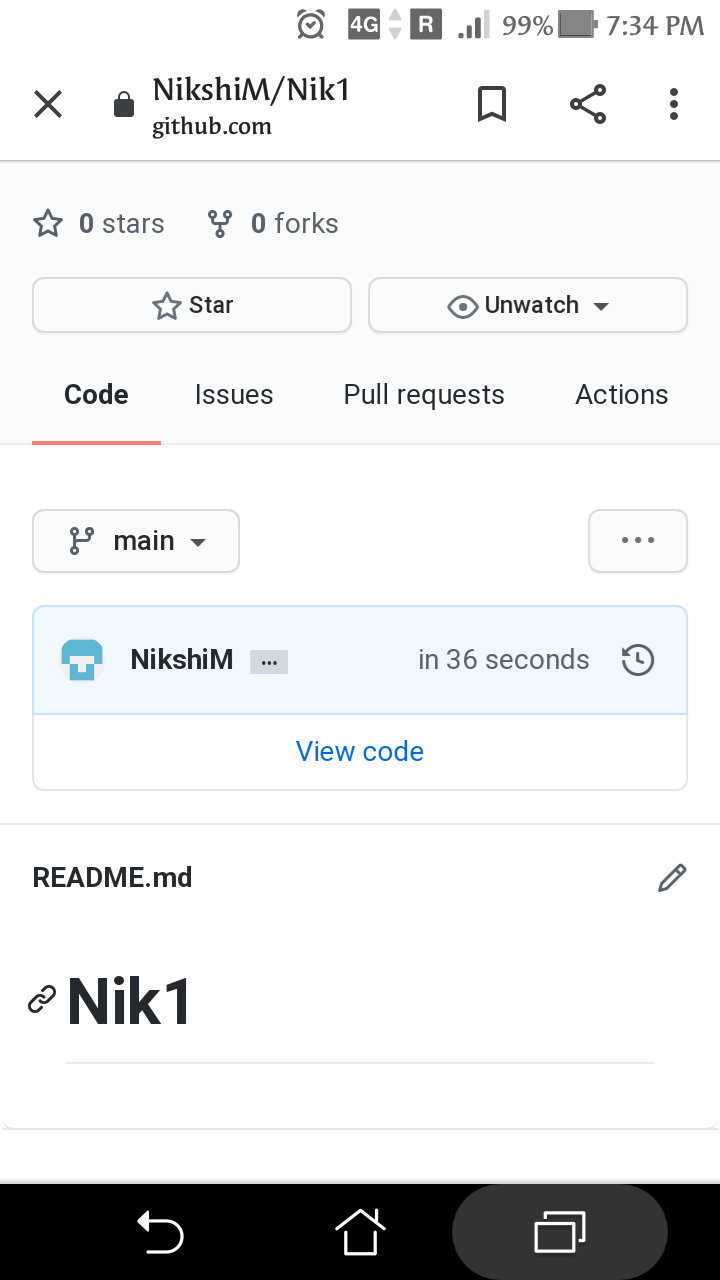 4G R 99% 7:34 PM
NikshiM/Nik1
github.com
0 stars 0 forks
Star Unwatch
Code Issues Pull requests Actions
main ...
NikshiM ... in 36 seconds
View code
README.md
Nik1